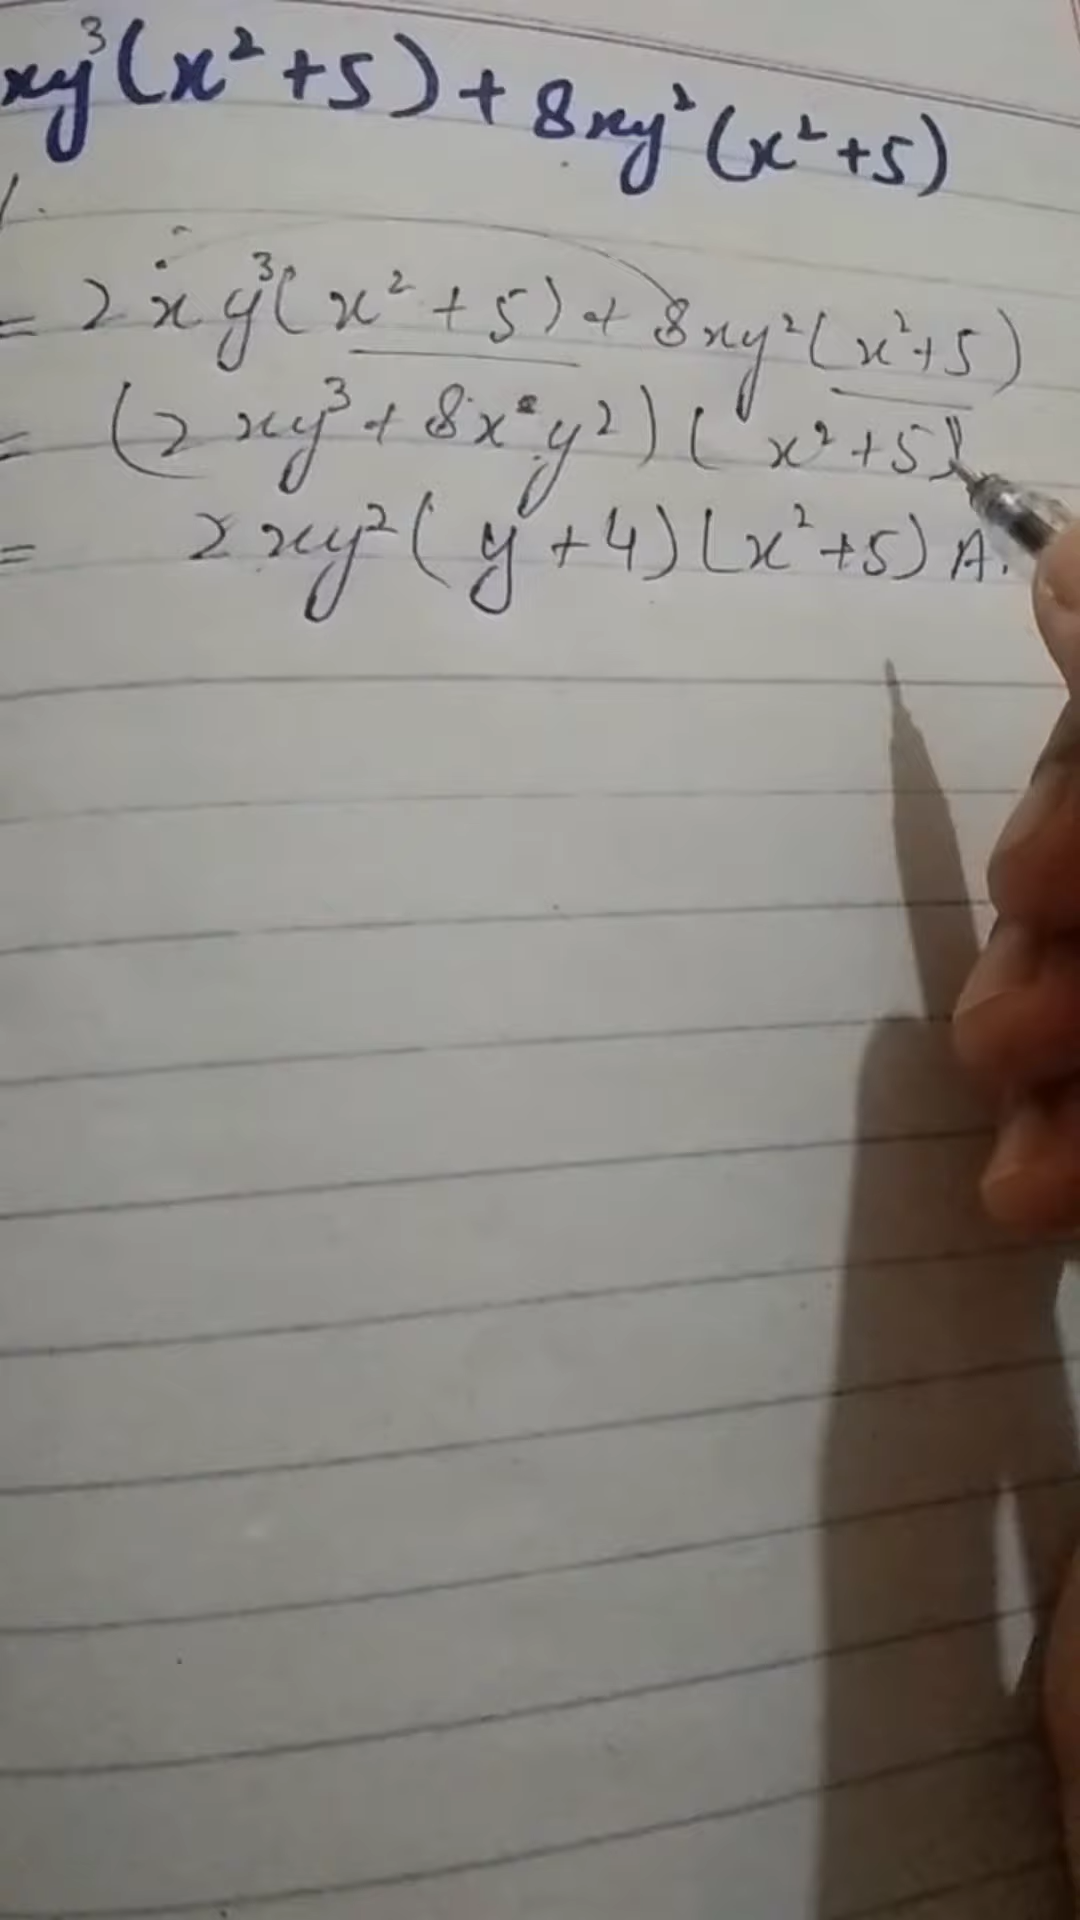 xy³(x²+5)+8xy²(x²+5)
= 2xy³(x²+5)+8xy²(x²+5)
= (2xy³+8xy²)(x²+5)
= 2xy²(y+4)(x²+5) A.